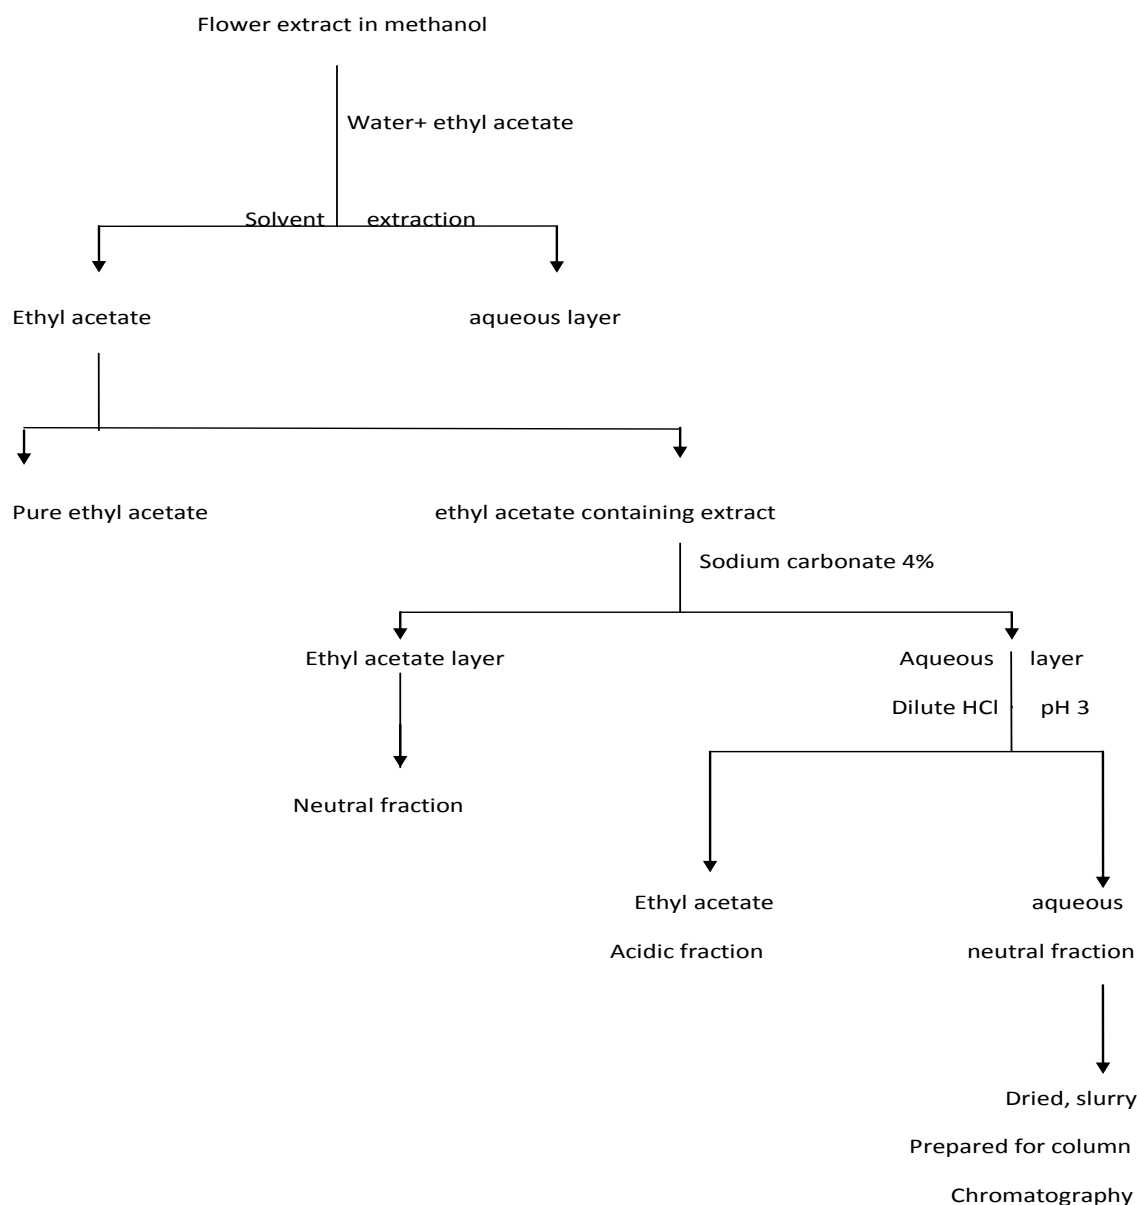 Flower extract in methanol
Water+ ethyl acetate
Solvent extraction
Ethyl acetate aqueous layer
Pure ethyl acetate ethyl acetate containing extract
Sodium carbonate 4%
Ethyl acetate layer Aqueous layer
Dilute HCl pH 3
Neutral fraction
Ethyl acetate aqueous
Acidic fraction neutral fraction
Dried, slurry
Prepared for column
Chromatography